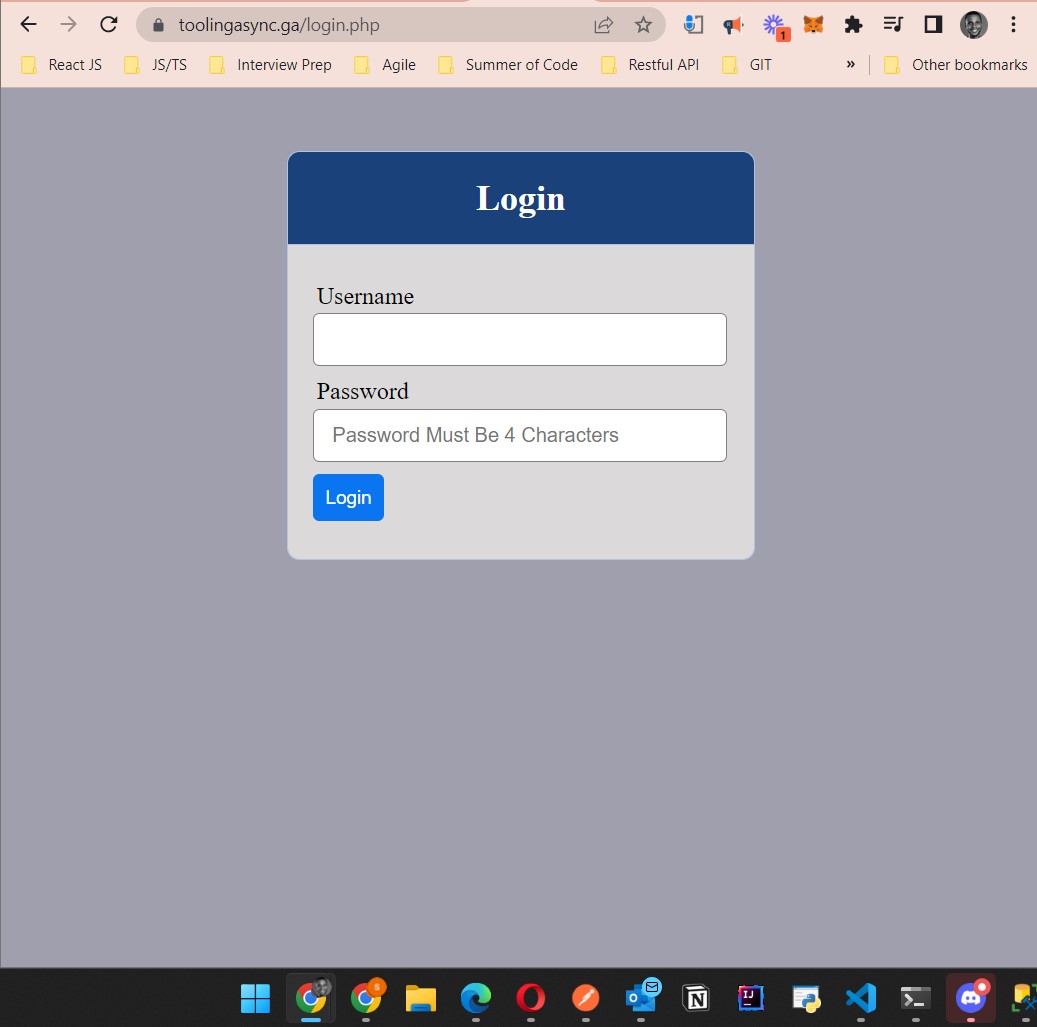 toolingasync.ga/login.php
1
React JS JS/TS Interview Prep Agile Summer of Code Restful API GIT » Other bookmarks
Login
Username
Password
Password Must Be 4 Characters
Login